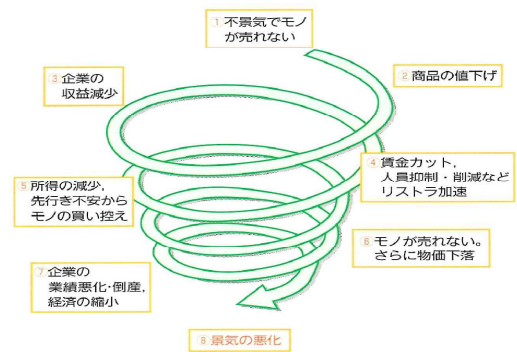 ①不景気でモノ
が売れない
②商品の値下げ
③企業の
収益減少
④賃金カット,
人員抑制・削減など
リストラ加速
⑤所得の減少,
先行き不安から
モノの買い控え
⑥モノが売れない。
さらに物価下落
⑦企業の
業績悪化・倒産,
経済の縮小
⑧景気の悪化